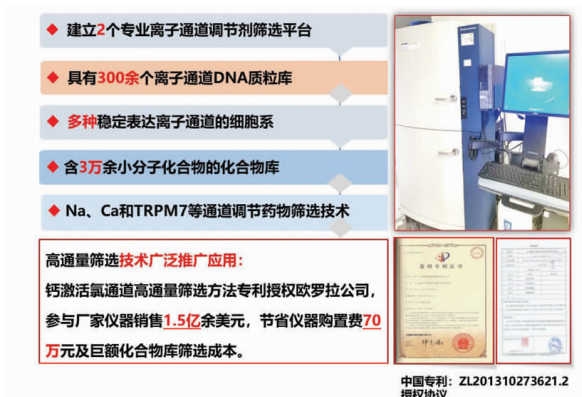 ◆ 建立2个专业离子通道调节剂筛选平台
◆ 具有300余个离子通道DNA质粒库
◆ 多种稳定表达离子通道的细胞系
◆ 含3万余小分子化合物的化合物库
◆ Na、Ca和TRPM7等通道调节药物筛选技术
高通量筛选技术广泛推广应用：
钙激活氯通道高通量筛选方法专利授权欧罗拉公司，
参与厂家仪器销售1.5亿余美元，节省仪器购置费70
万元及巨额化合物库筛选成本。
发明专利证书
中国专利：ZL201310273621.2
授权协议